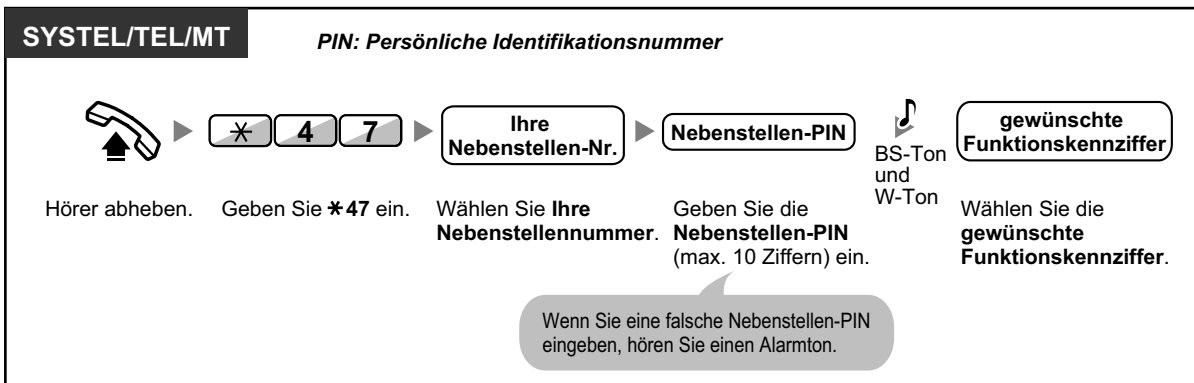 SYSTEL/TEL/MT
PIN: Persönliche Identifikationsnummer
* 4 7
Ihre
Nebenstellen-Nr.
Nebenstellen-PIN
BS-Ton
und
W-Ton
gewünschte
Funktionskennziffer
Hörer abheben.
Geben Sie *47 ein.
Wählen Sie Ihre
Nebenstellennummer.
Geben Sie die
Nebenstellen-PIN
(max. 10 Ziffern) ein.
Wählen Sie die
gewünschte
Funktionskennziffer.
Wenn Sie eine falsche Nebenstellen-PIN
eingeben, hören Sie einen Alarmton.